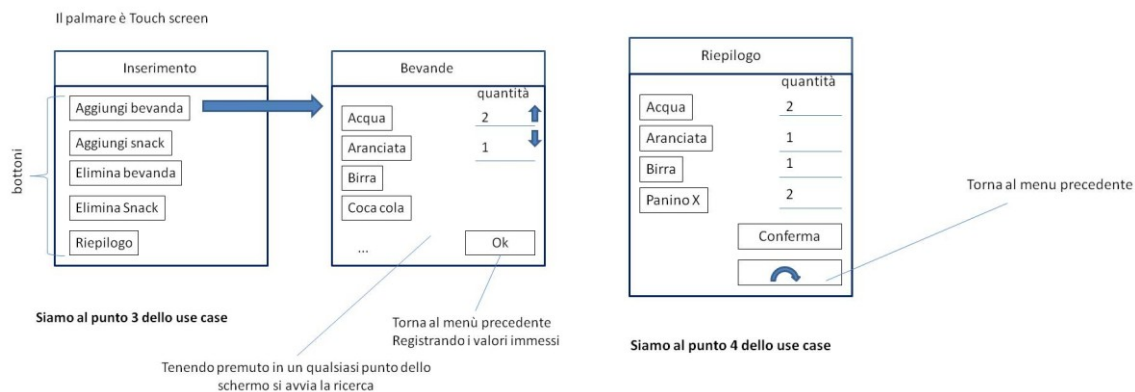 Il palmare è Touch screen
Inserimento
bottoni
Aggiungi bevanda
Aggiungi snack
Elimina bevanda
Elimina Snack
Riepilogo
Siamo al punto 3 dello use case
Bevande
quantità
Acqua 2
Aranciata 1
Birra
Coca cola
... Ok
Torna al menù precedente
Registrando i valori immessi
Tenendo premuto in un qualsiasi punto dello
schermo si avvia la ricerca
Riepilogo
quantità
Acqua 2
Aranciata 1
Birra 1
Panino X 2
Conferma
Torna al menu precedente
Siamo al punto 4 dello use case